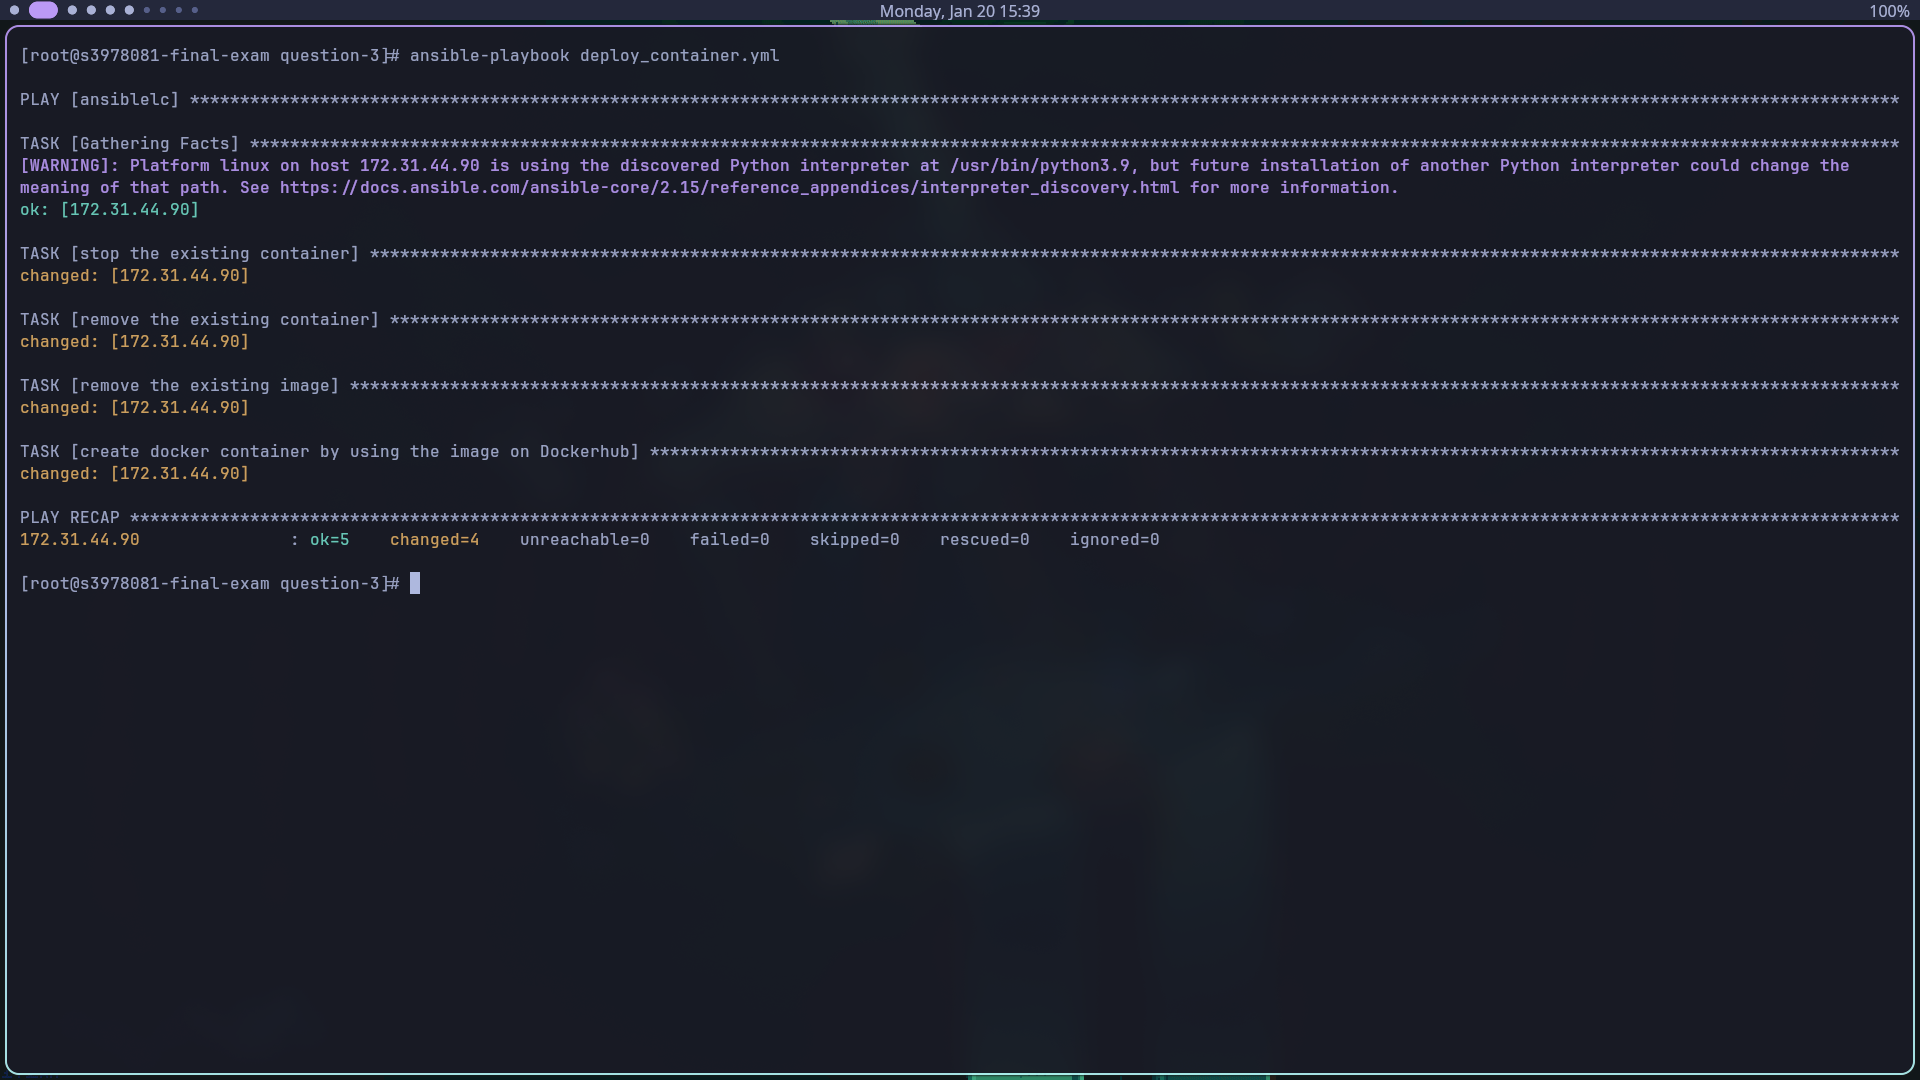 Monday, Jan 20 15:39
100%
[root@s3978081-final-exam question-3]# ansible-playbook deploy_container.yml
PLAY [ansiblelc] ***************************************************************************************************************************************************************************
TASK [Gathering Facts] *********************************************************************************************************************************************************************
[WARNING]: Platform linux on host 172.31.44.90 is using the discovered Python interpreter at /usr/bin/python3.9, but future installation of another Python interpreter could change the
meaning of that path. See https://docs.ansible.com/ansible-core/2.15/reference_appendices/interpreter_discovery.html for more information.
ok: [172.31.44.90]
TASK [stop the existing container] *********************************************************************************************************************************************************
changed: [172.31.44.90]
TASK [remove the existing container] *******************************************************************************************************************************************************
changed: [172.31.44.90]
TASK [remove the existing image] ***********************************************************************************************************************************************************
changed: [172.31.44.90]
TASK [create docker container by using the image on Dockerhub] *****************************************************************************************************************************
changed: [172.31.44.90]
PLAY RECAP *********************************************************************************************************************************************************************************
172.31.44.90               : ok=5    changed=4    unreachable=0    failed=0    skipped=0    rescued=0    ignored=0
[root@s3978081-final-exam question-3]#